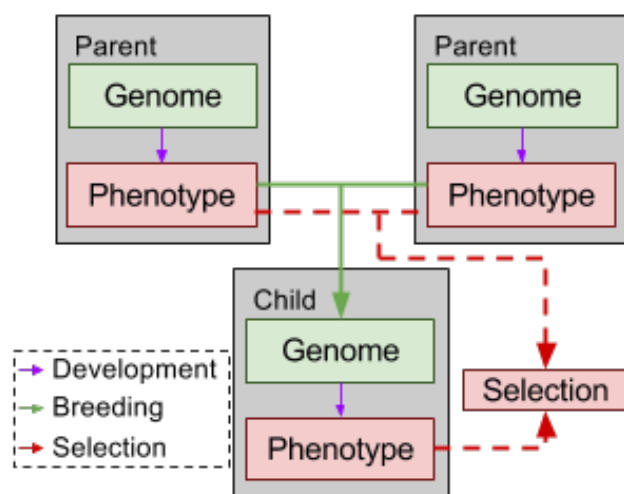 Parent
Genome
Phenotype
Parent
Genome
Phenotype
Child
Genome
Phenotype
Selection
Development
Breeding
Selection